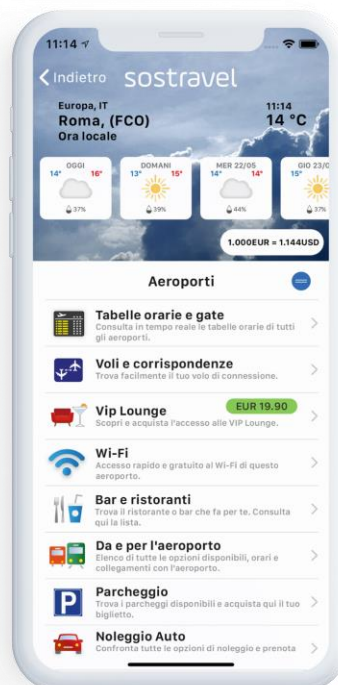 11:14
Indietro sostravel
Europa, IT 11:14
Roma, (FCO) 14 °C
Ora locale
OGGI DOMANI MER 22/05 GIO 23/0
14° 16° 13° 15° 14° 14° 15°
37% 39% 44% 37%
1.000EUR = 1.144USD
Aeroporti
Tabelle orarie e gate
Consulta in tempo reale le tabelle orarie di tutti
gli aeroporti.
Voli e corrispondenze
Trova facilmente il tuo volo di connessione.
Vip Lounge EUR 19.90
Scopri e acquista l'accesso alle VIP Lounge.
Wi-Fi
Accesso rapido e gratuito al Wi-Fi di questo
aeroporto.
Bar e ristoranti
Trova il ristorante o bar che fa per te. Consulta
qui la lista.
Da e per l'aeroporto
Elenco di tutte le opzioni disponibili, orari e
collegamenti con l'aeroporto.
P Parcheggio
Trova i parcheggi disponibili e acquista qui il tuo
biglietto.
Noleggio Auto
Confronta tutte le opzioni di noleggio e prenota